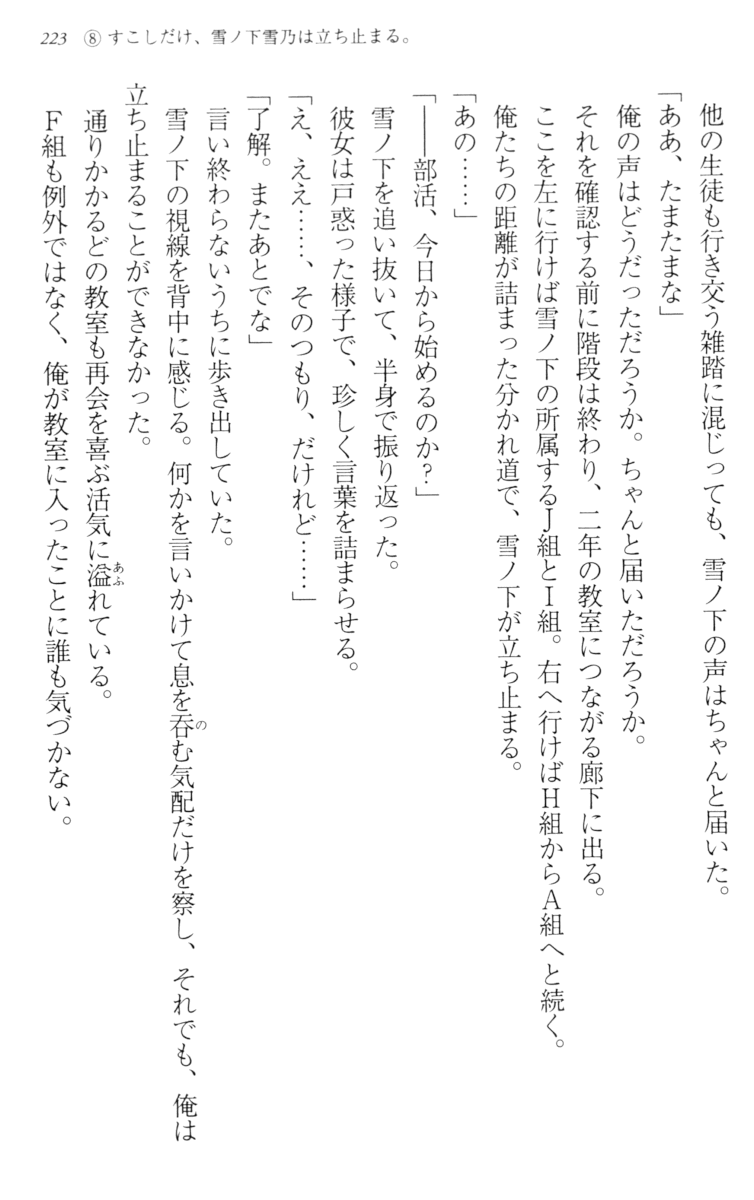 223 ⑧ すこしだけ、雪ノ下雪乃は立ち止まる。
他の生徒も行き交う雑踏に混じっても、雪ノ下の声はちゃんと届いた。
「ああ、たまたまな」
俺の声はどうだっただろうか。ちゃんと届いただろうか。
それを確認する前に階段は終わり、二年の教室につながる廊下に出る。
ここを左に行けば雪ノ下の所属するJ組とI組。右へ行けばH組からA組へと続く。
俺たちの距離が詰まった分かれ道で、雪ノ下が立ち止まる。
「あの……」
「――部活、今日から始めるのか？」
雪ノ下を追い抜いて、半身で振り返った。
彼女は戸惑った様子で、珍しく言葉を詰まらせる。
「え、ええ……、そのつもり、だけれど……」
「了解。またあとでな」
言い終わらないうちに歩き出していた。
雪ノ下の視線を背中に感じる。何かを言いかけて息を呑む気配だけを察し、それでも、俺は
立ち止まることができなかった。
通りかかるどの教室も再会を喜ぶ活気に溢れている。
F組も例外ではなく、俺が教室に入ったことに誰も気づかない。